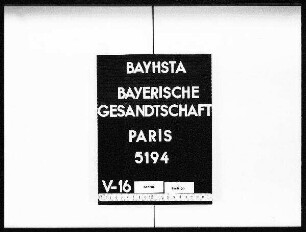 BAYHSTA
BAYERISCHE
GESANDTSCHAFT
PARIS
5194
V-16